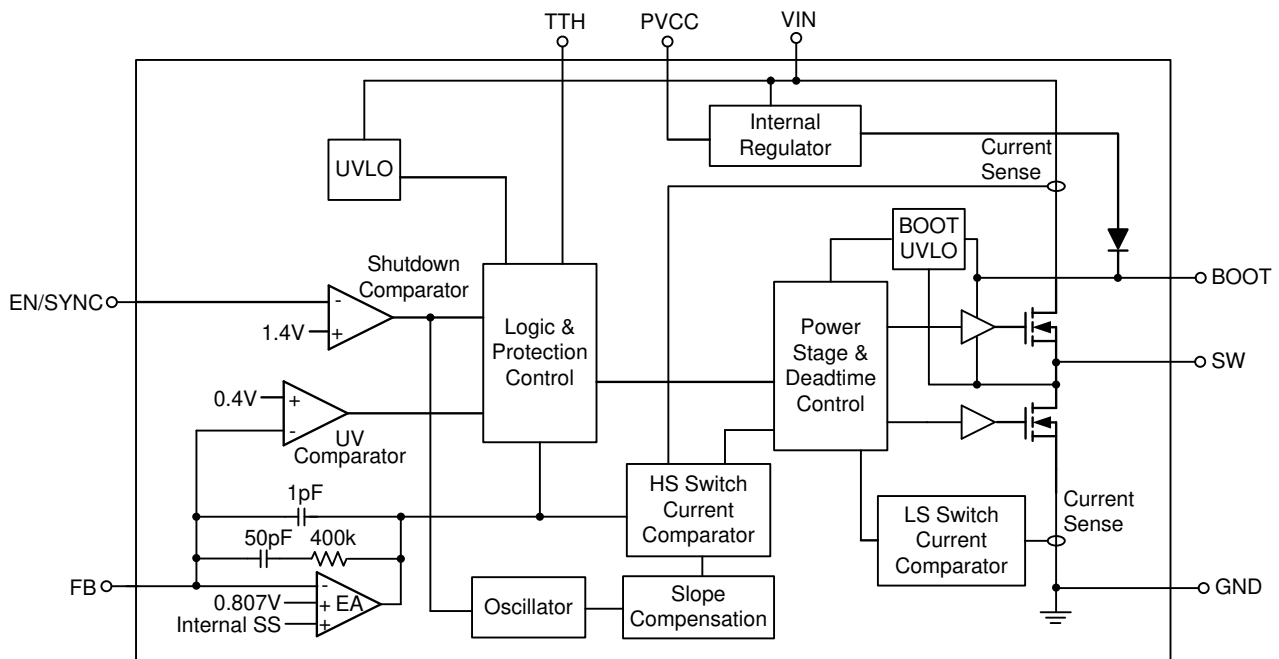 TTH
PVCC
VIN
Internal
Regulator
UVLO
Current
Sense
BOOT
UVLO
Shutdown
Comparator
EN/SYNC
-
1.4V
+
Logic &
Protection
Control
Power
Stage &
Deadtime
Control
BOOT
SW
0.4V
+
-
UV
Comparator
1pF
50pF
400k
HS Switch
Current
Comparator
LS Switch
Current
Comparator
Current
Sense
FB
-
0.807V
+
EA
Internal SS
+
Oscillator
Slope
Compensation
GND